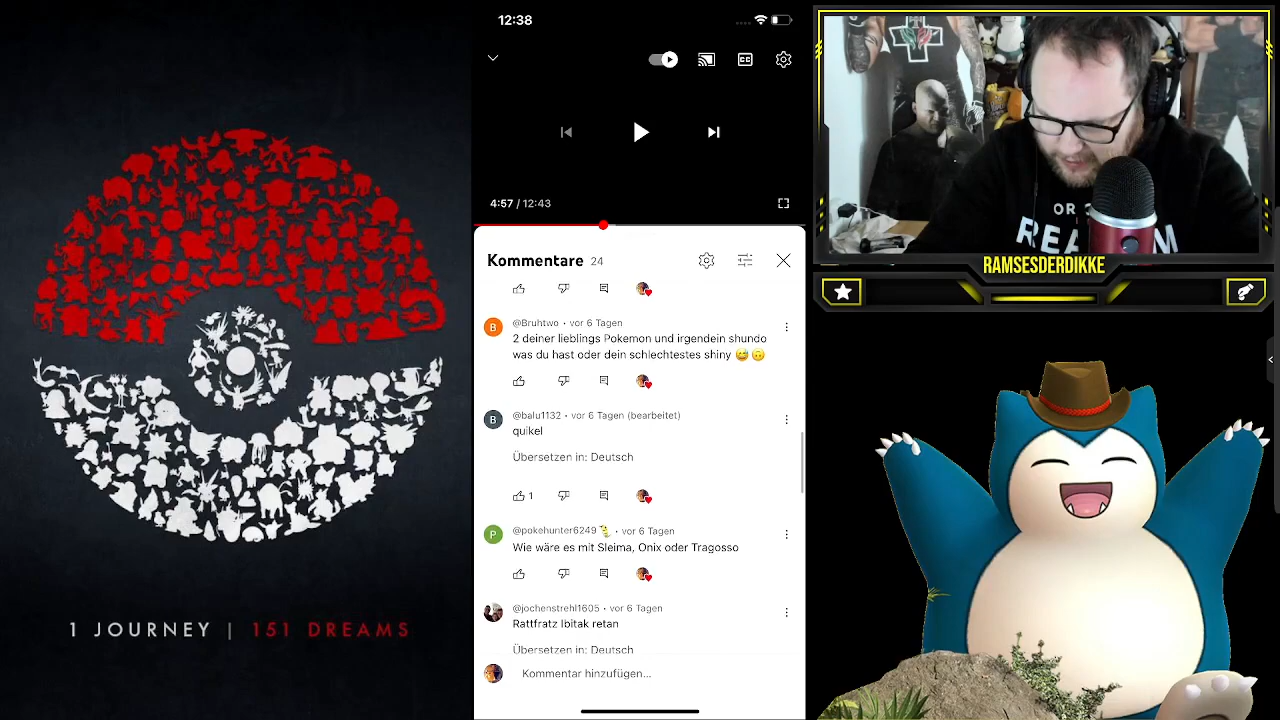 1 JOURNEY | 151 DREAMS
12:38
CC
4:57 / 12:43
Kommentare 24
B
@Bruhtwo • vor 6 Tagen
2 deiner lieblings Pokemon und irgendein shundo
was du hast oder dein schlechtestes shiny 😅 🙃
B
@balu1132 • vor 6 Tagen (bearbeitet)
quikel
Übersetzen in: Deutsch
1
P
@pokehunter6249 • vor 6 Tagen
Wie wäre es mit Sleima, Onix oder Tragosso
@jochenstrehl1605 • vor 6 Tagen
Rattfratz Ibitak retan
Übersetzen in: Deutsch
Kommentar hinzufügen...
RAMSESDERDIKKE